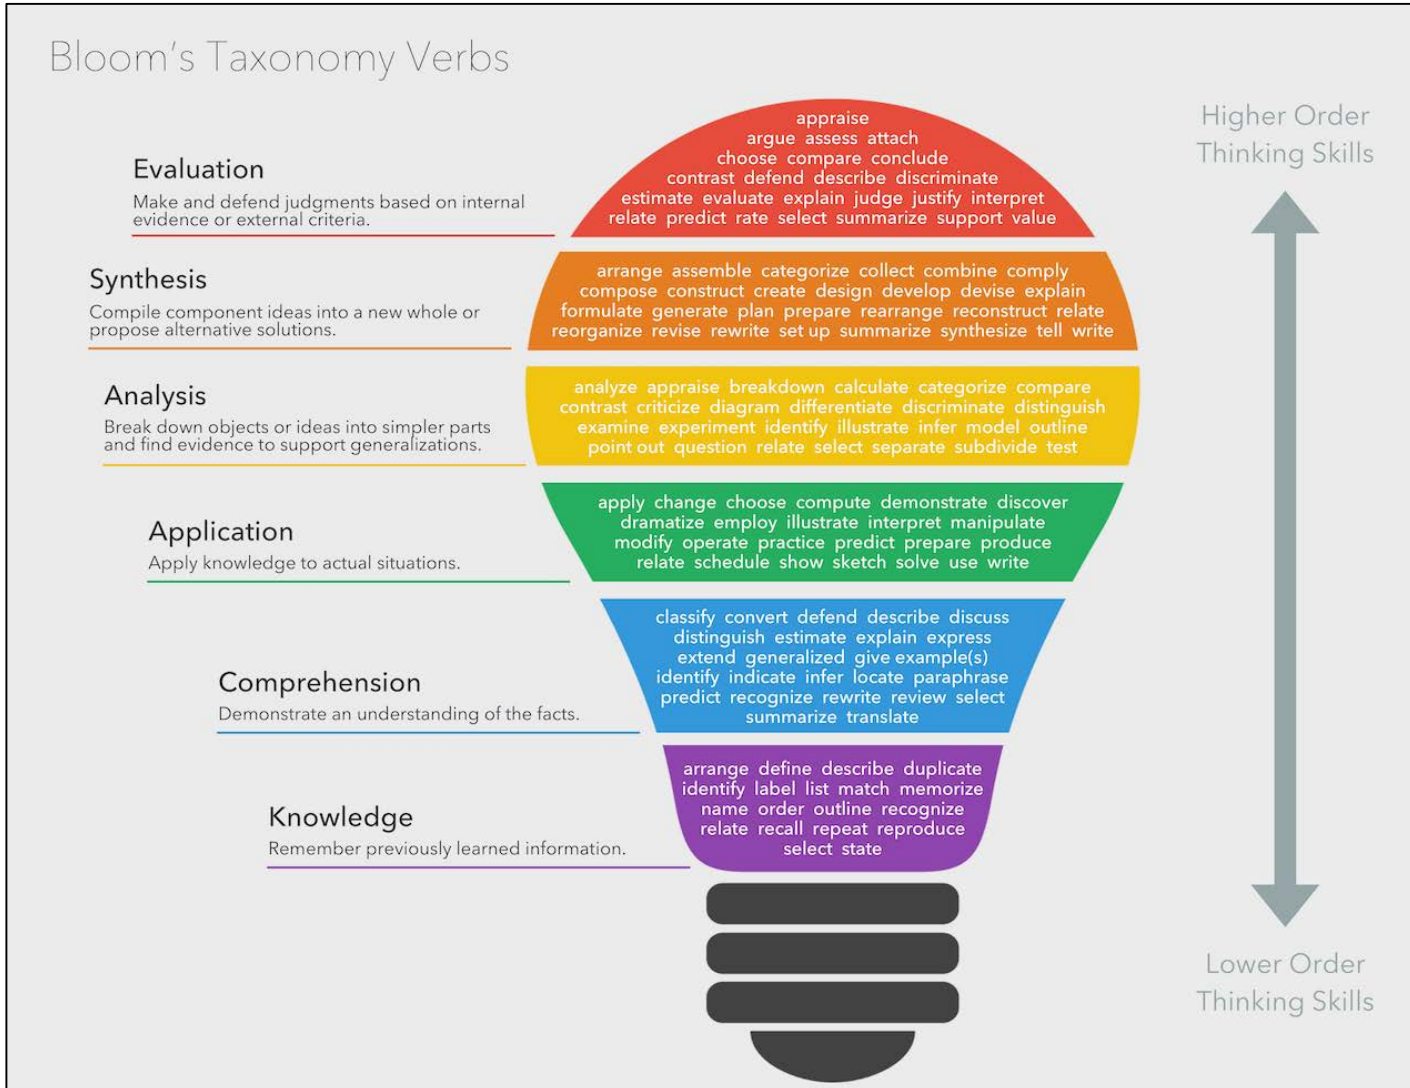 Bloom's Taxonomy Verbs
Higher Order
Thinking Skills
Evaluation
Make and defend judgments based on internal
evidence or external criteria.
appraise
argue assess attach
choose compare conclude
contrast defend describe discriminate
estimate evaluate explain judge justify interpret
relate predict rate select summarize support value
Synthesis
Compile component ideas into a new whole or
propose alternative solutions.
arrange assemble categorize collect combine comply
compose construct create design develop devise explain
formulate generate plan prepare rearrange reconstruct relate
reorganize revise rewrite set up summarize synthesize tell write
Analysis
Break down objects or ideas into simpler parts
and find evidence to support generalizations.
analyze appraise breakdown calculate categorize compare
contrast criticize diagram differentiate discriminate distinguish
examine experiment identify illustrate infer model outline
point out question relate select separate subdivide test
Application
Apply knowledge to actual situations.
apply change choose compute demonstrate discover
dramatize employ illustrate interpret manipulate
modify operate practice predict prepare produce
relate schedule show sketch solve use write
Comprehension
Demonstrate an understanding of the facts.
classify convert defend describe discuss
distinguish estimate explain express
extend generalized give example(s)
identify indicate infer locate paraphrase
predict recognize rewrite review select
summarize translate
Knowledge
Remember previously learned information.
arrange define describe duplicate
identify label list match memorize
name order outline recognize
relate recall repeat reproduce
select state
Lower Order
Thinking Skills